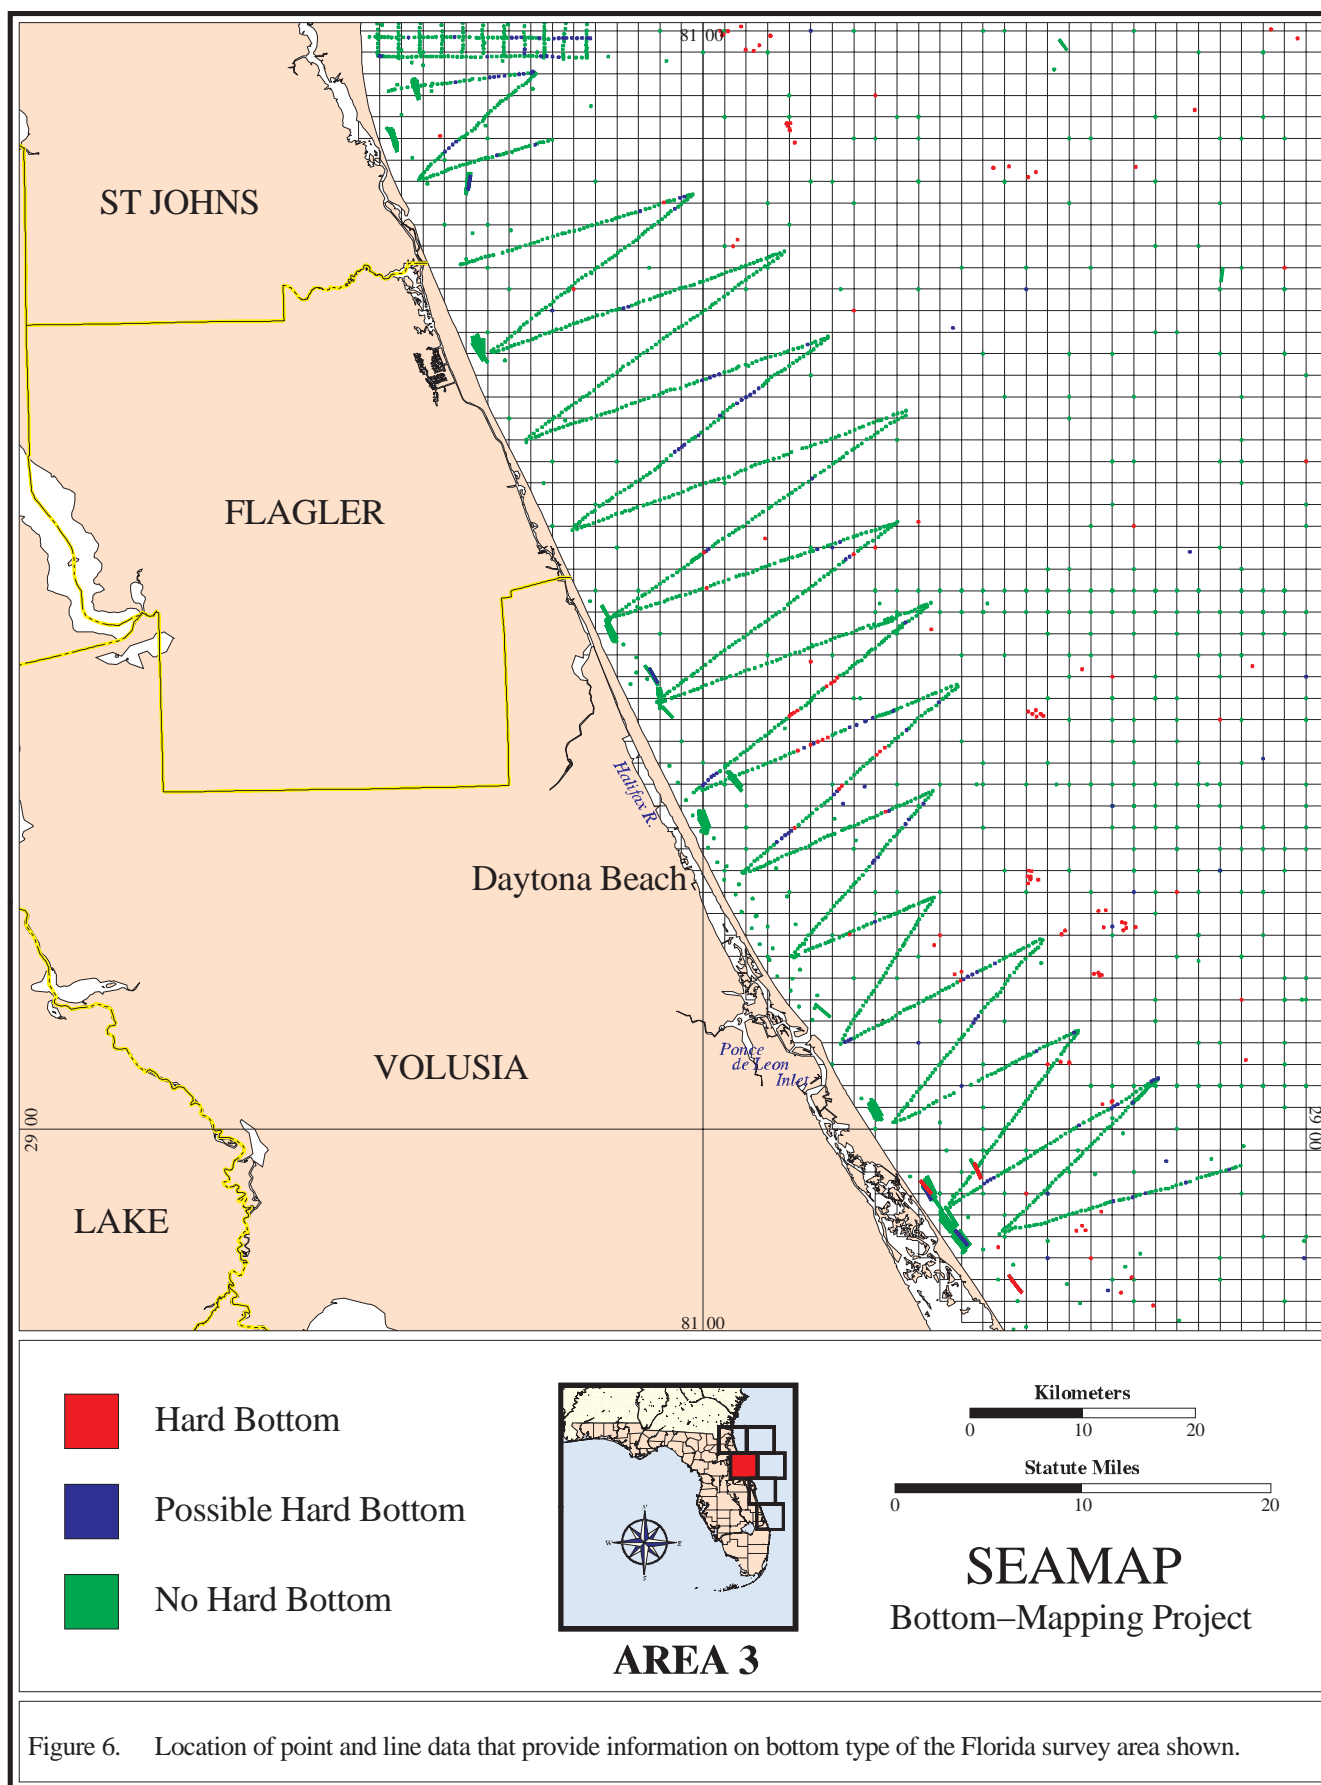 81 00
ST JOHNS
FLAGLER
Halifax R.
Daytona Beach
VOLUSIA
Ponce
de Leon
Inlet
29 00
29 00
LAKE
81 00
Hard Bottom
Possible Hard Bottom
No Hard Bottom
N
W
E
S
AREA 3
Kilometers
0 10 20
Statute Miles
0 10 20
SEAMAP
Bottom−Mapping Project
Figure 6. Location of point and line data that provide information on bottom type of the Florida survey area shown.